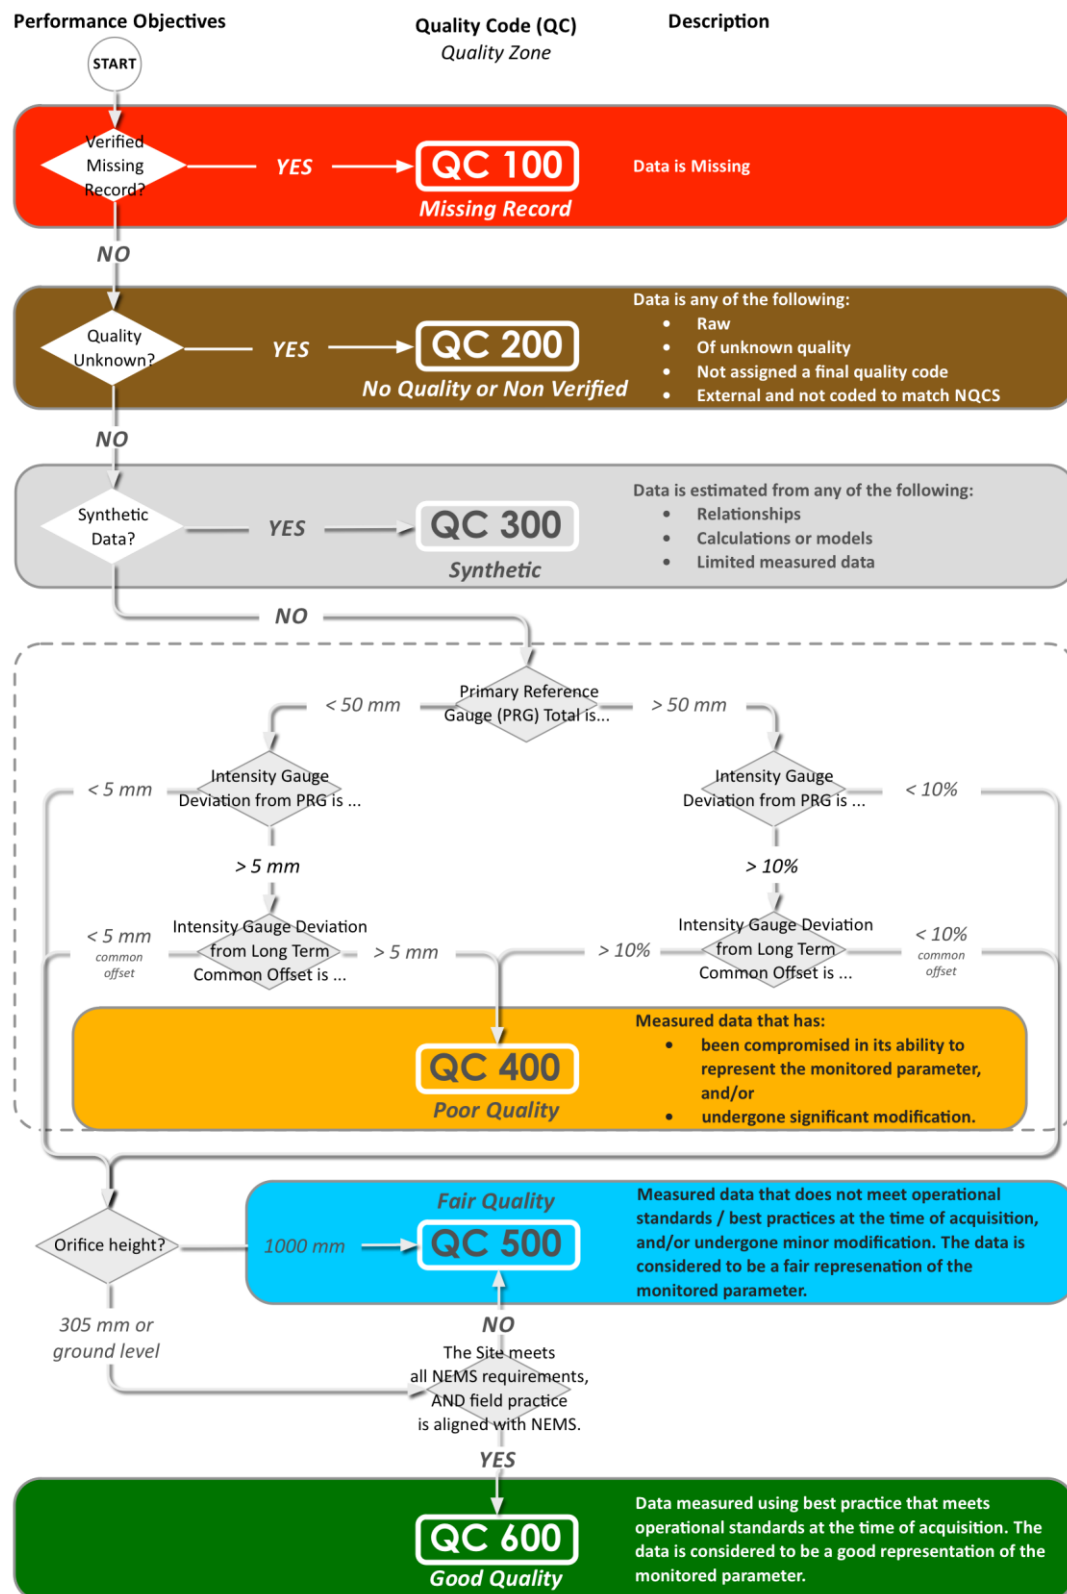 Performance Objectives
Quality Code (QC)
Quality Zone
Description
START
Verified
Missing
Record?
YES
QC 100
Missing Record
Data is Missing
NO
Quality
Unknown?
YES
QC 200
No Quality or Non Verified
Data is any of the following:
• Raw
• Of unknown quality
• Not assigned a final quality code
• External and not coded to match NQCS
NO
Synthetic
Data?
YES
QC 300
Synthetic
Data is estimated from any of the following:
• Relationships
• Calculations or models
• Limited measured data
NO
Primary Reference
Gauge (PRG) Total is...
< 50 mm
> 50 mm
Intensity Gauge
Deviation from PRG is ...
< 5 mm
Intensity Gauge
Deviation from PRG is ...
< 10%
> 5 mm
> 10%
Intensity Gauge Deviation
from Long Term
Common Offset is ...
< 5 mm
common
offset
> 5 mm
Intensity Gauge Deviation
from Long Term
Common Offset is ...
> 10%
< 10%
common
offset
QC 400
Poor Quality
Measured data that has:
• been compromised in its ability to
represent the monitored parameter,
and/or
• undergone significant modification.
Orifice height?
1000 mm
Fair Quality
QC 500
Measured data that does not meet operational
standards / best practices at the time of acquisition,
and/or undergone minor modification. The data is
considered to be a fair represenation of the
monitored parameter.
305 mm or
ground level
NO
The Site meets
all NEMS requirements,
AND field practice
is aligned with NEMS.
YES
QC 600
Good Quality
Data measured using best practice that meets
operational standards at the time of acquisition. The
data is considered to be a good representation of the
monitored parameter.